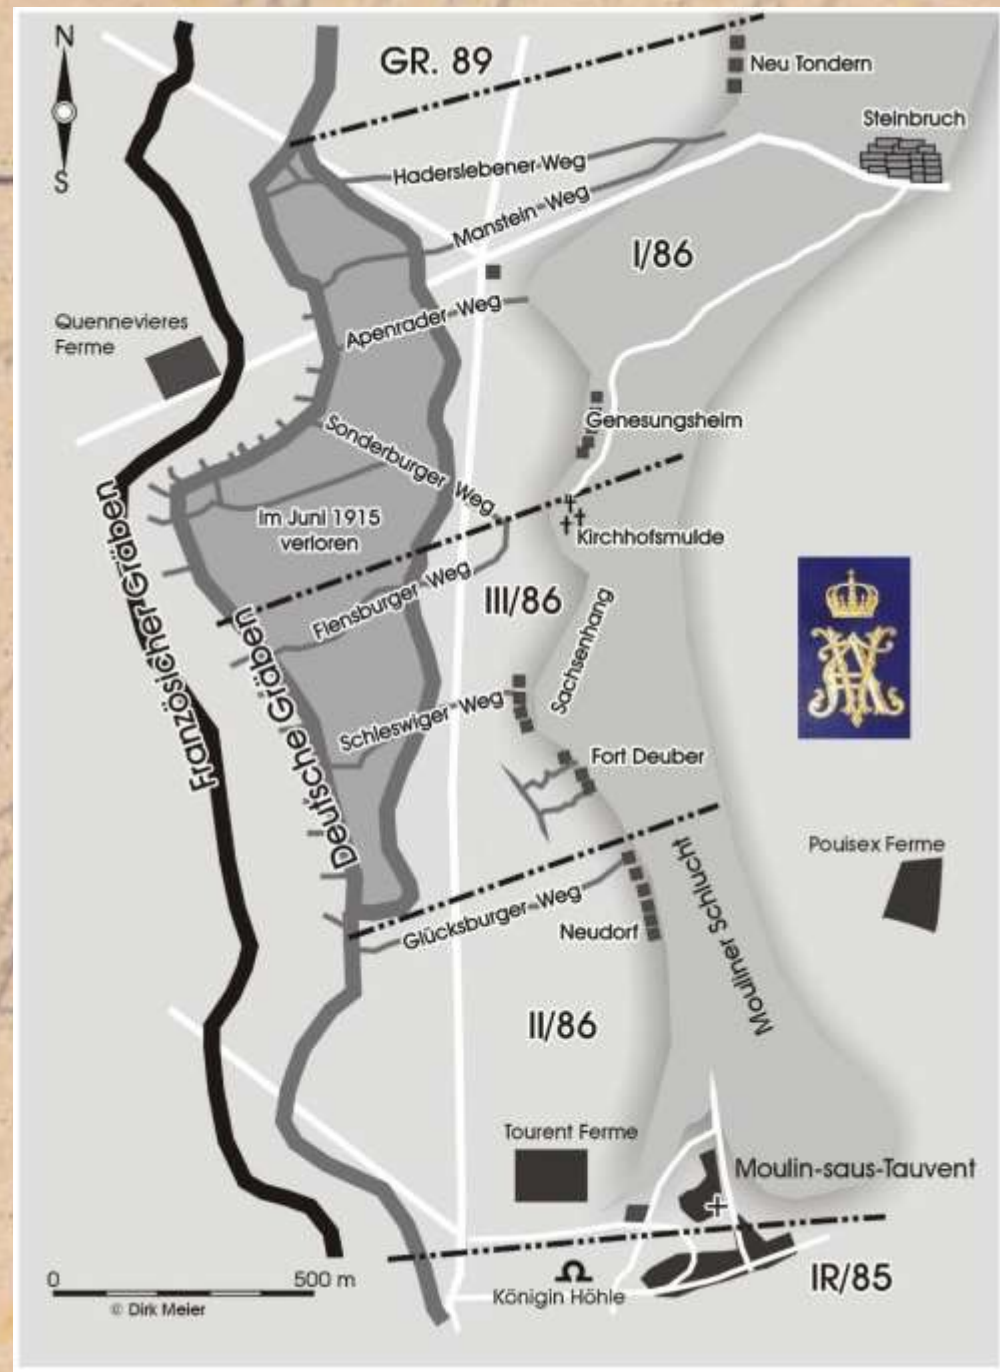 N
S
GR. 89
Neu Tondern
Steinbruch
Haderslebener-Weg
Manstein-Weg
I/86
Quennevieres
Ferme
Apenrader-Weg
Genesungsheim
Sonderburger Weg
Im Juni 1915
verloren
Kirchhofsmulde
Französicher Gräben
Flensburger Weg
III/86
Sachsenhang
Deutsche Gräben
Schleswiger-Weg
Fort Deuber
Pouisex Ferme
Mouliner Schlucht
Glücksburger-Weg
Neudorf
II/86
Tourent Ferme
Moulin-saus-Tauvent
0
500 m
© Dirk Meier
Königin Höhle
IR/85